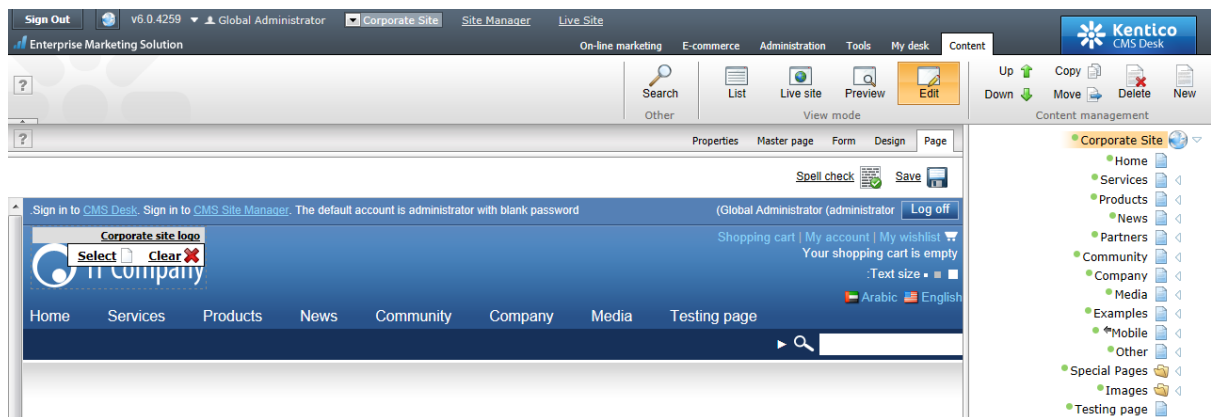 Sign Out v6.0.4259 Global Administrator Corporate Site Site Manager Live Site
Kentico
CMS Desk
Enterprise Marketing Solution
On-line marketing E-commerce Administration Tools My desk Content
?
Search List Live site Preview Edit
Other View mode
Up Copy Delete New
Down Move
Content management
?
Properties Master page Form Design Page
Spell check Save
.Sign in to CMS Desk. Sign in to CMS Site Manager. The default account is administrator with blank password
(Global Administrator (administrator Log off
Corporate site logo
Select Clear
IT Company
Shopping cart | My account | My wishlist
Your shopping cart is empty
:Text size
Arabic English
Home Services Products News Community Company Media Testing page
Corporate Site
Home
Services
Products
News
Partners
Community
Company
Media
Examples
Mobile
Other
Special Pages
Images
Testing page